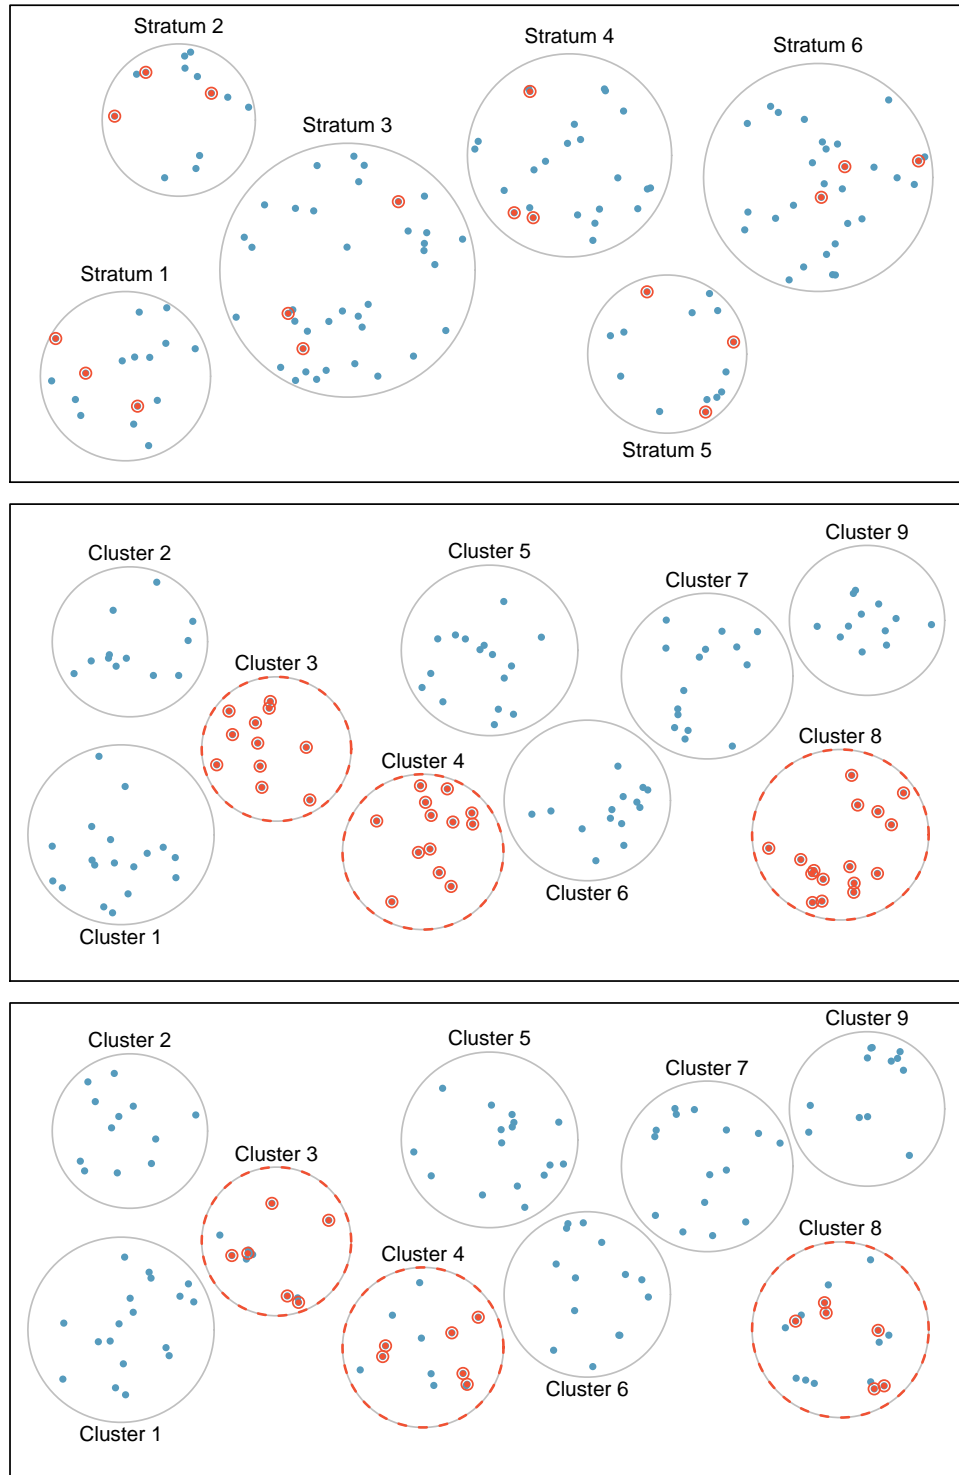 Stratum 2
Stratum 4
Stratum 6
Stratum 3
Stratum 1
Stratum 5
Cluster 9
Cluster 2
Cluster 5
Cluster 7
Cluster 3
Cluster 8
Cluster 4
Cluster 6
Cluster 1
Cluster 9
Cluster 2
Cluster 5
Cluster 7
Cluster 3
Cluster 8
Cluster 4
Cluster 6
Cluster 1